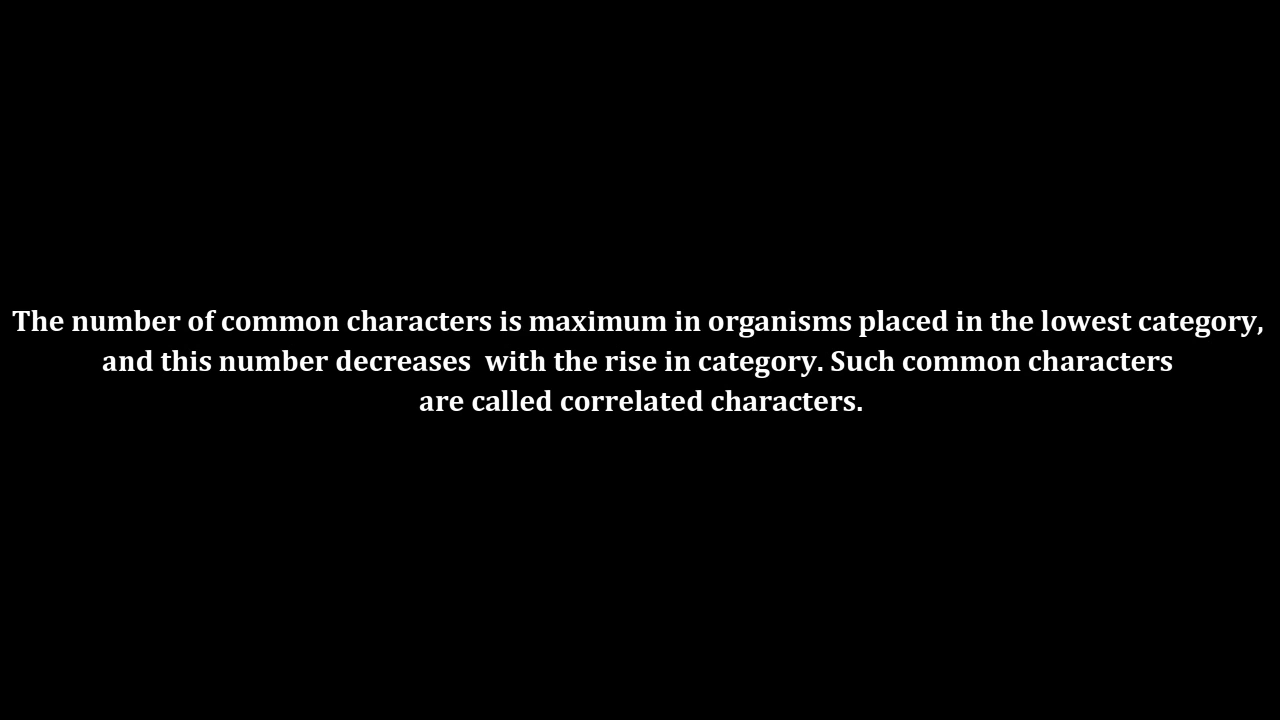 The number of common characters is maximum in organisms placed in the lowest category,
and this number decreases  with the rise in category. Such common characters
are called correlated characters.